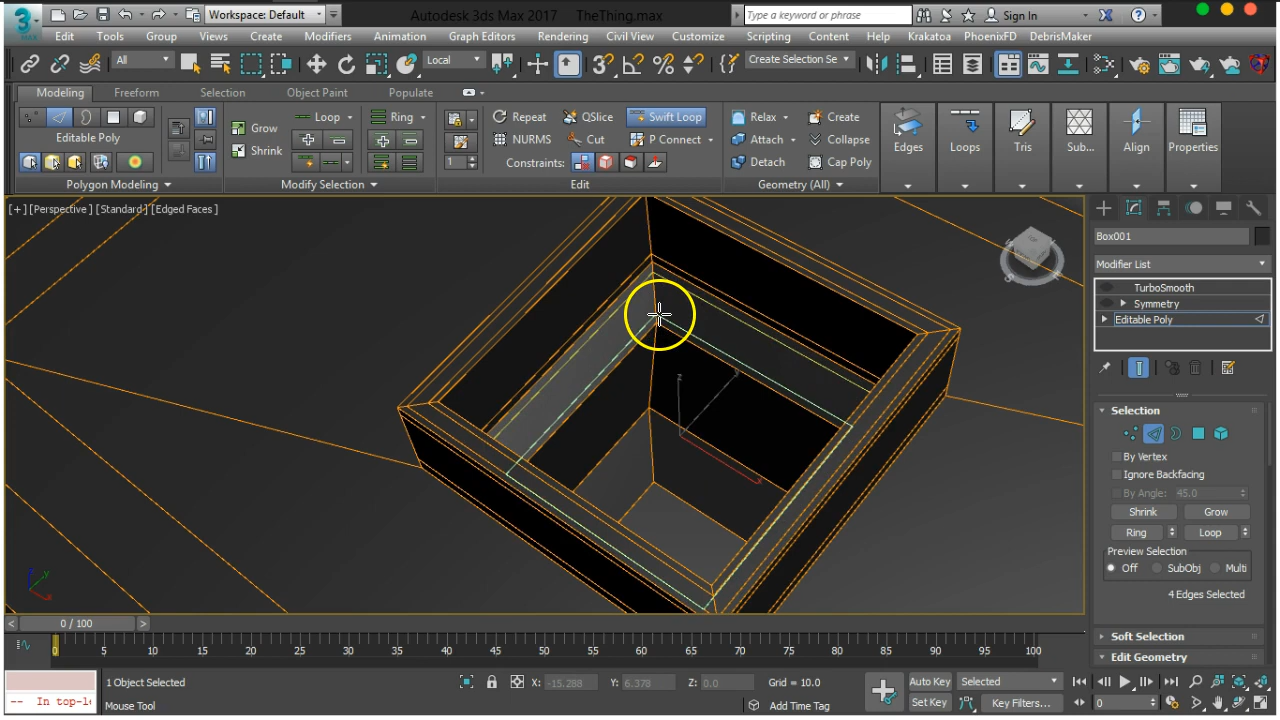 3
MAX
Workspace: Default
Autodesk 3ds Max 2017 TheThing.max
Type a keyword or phrase
Sign In
Edit Tools Group Views Create Modifiers Animation Graph Editors Rendering Civil View Customize Scripting Content Help Krakatoa PhoenixFD DebrisMaker
All
Local
Create Selection Se
Modeling Freeform Selection Object Paint Populate
Editable Poly
Polygon Modeling
Grow
Shrink
Loop
Ring
Modify Selection
1
Repeat QSlice Swift Loop
NURMS Cut P Connect
Constraints:
Edit
Relax Create
Attach Collapse
Detach Cap Poly
Geometry (All)
Edges Loops Tris Sub... Align Properties
[+] [Perspective] [Standard] [Edged Faces]
z
y
x
Box001
Modifier List
TurboSmooth
Symmetry
Editable Poly
Selection
By Vertex
Ignore Backfacing
By Angle: 45.0
Shrink Grow
Ring Loop
Preview Selection
Off SubObj Multi
4 Edges Selected
Soft Selection
Edit Geometry
< 0 / 100 >
0 5 10 15 20 25 30 35 40 45 50 55 60 65 70 75 80 85 90 95 100
-- In top-le
1 Object Selected
Mouse Tool
X: -15.288 Y: 6.378 Z: 0.0 Grid = 10.0
Add Time Tag
Auto Key Selected
Set Key Key Filters...
0